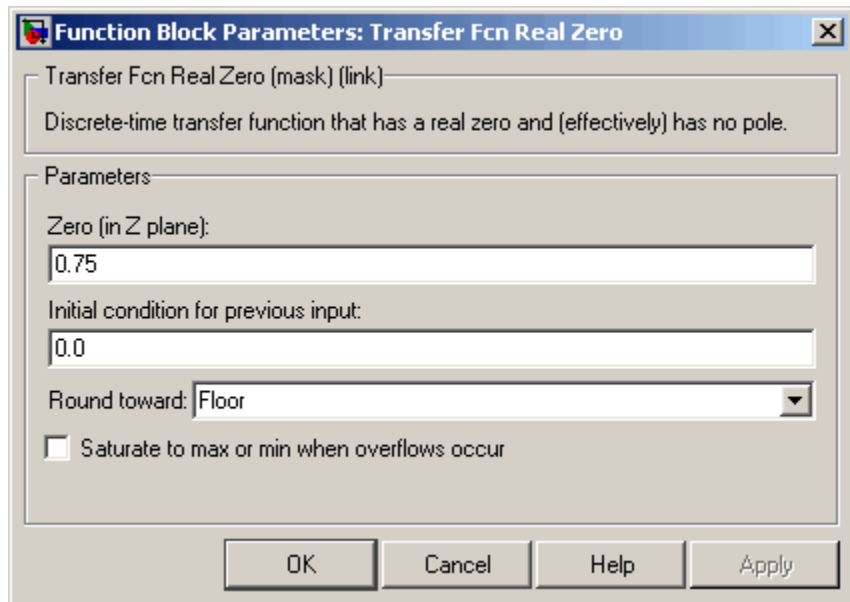 Function Block Parameters: Transfer Fcn Real Zero
Transfer Fcn Real Zero (mask) (link)
Discrete-time transfer function that has a real zero and (effectively) has no pole.
Parameters
Zero (in Z plane):
0.75
Initial condition for previous input:
0.0
Round toward: Floor
Saturate to max or min when overflows occur
OK Cancel Help Apply